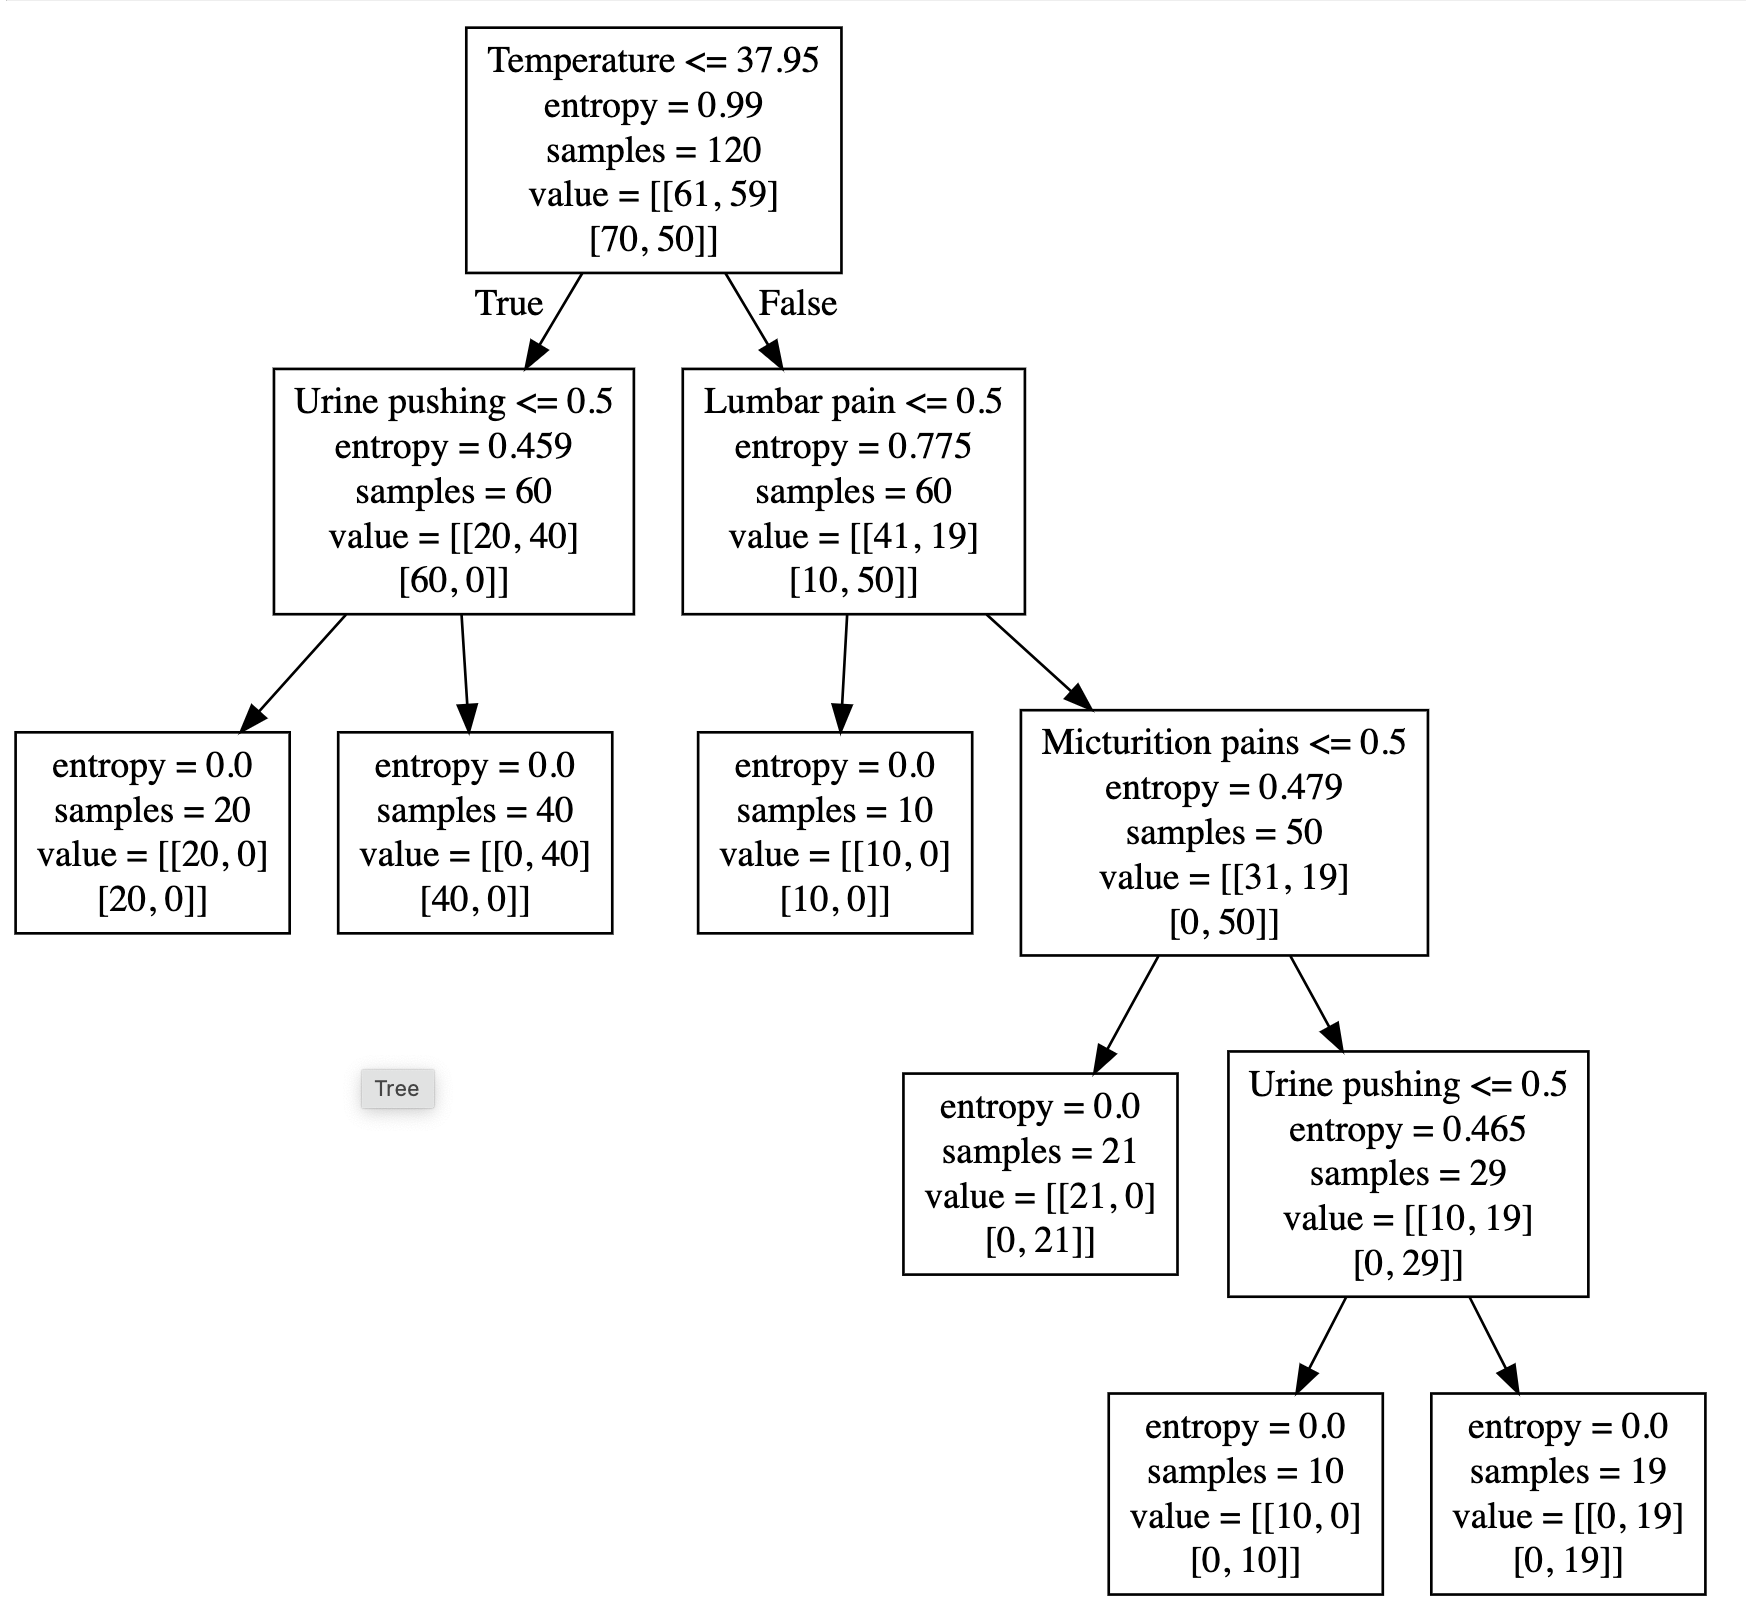 Temperature <= 37.95
entropy = 0.99
samples = 120
value = [[61, 59]
[70, 50]]
True
False
Urine pushing <= 0.5
entropy = 0.459
samples = 60
value = [[20, 40]
[60, 0]]
Lumbar pain <= 0.5
entropy = 0.775
samples = 60
value = [[41, 19]
[10, 50]]
entropy = 0.0
samples = 20
value = [[20, 0]
[20, 0]]
entropy = 0.0
samples = 40
value = [[0, 40]
[40, 0]]
entropy = 0.0
samples = 10
value = [[10, 0]
[10, 0]]
Micturition pains <= 0.5
entropy = 0.479
samples = 50
value = [[31, 19]
[0, 50]]
Tree
entropy = 0.0
samples = 21
value = [[21, 0]
[0, 21]]
Urine pushing <= 0.5
entropy = 0.465
samples = 29
value = [[10, 19]
[0, 29]]
entropy = 0.0
samples = 10
value = [[10, 0]
[0, 10]]
entropy = 0.0
samples = 19
value = [[0, 19]
[0, 19]]